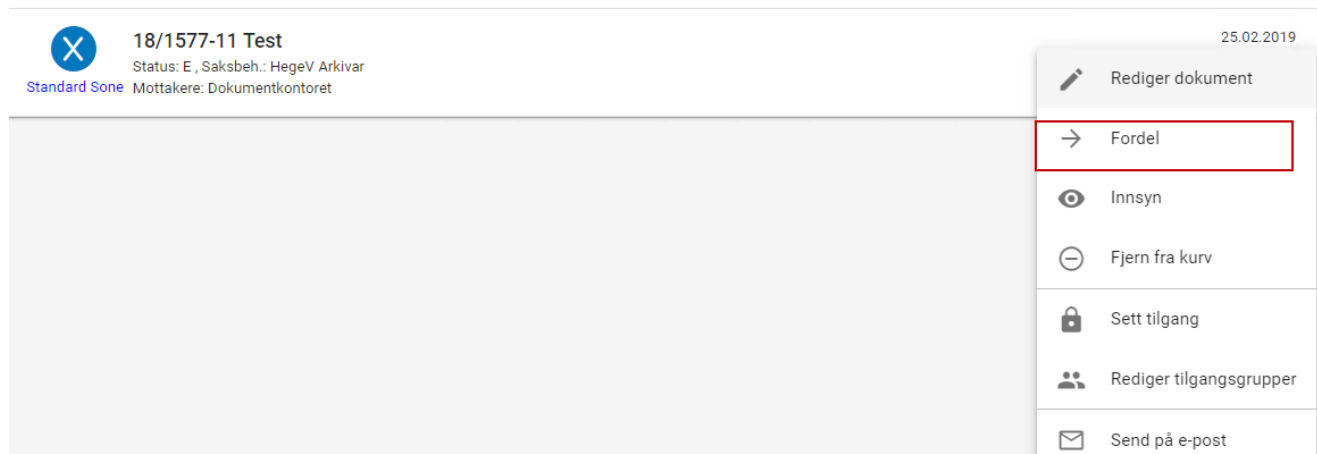 18/1577-11 Test
25.02.2019
Status: E , Saksbeh.: HegeV Arkivar
Standard Sone Mottakere: Dokumentkontoret
Rediger dokument
Fordel
Innsyn
Fjern fra kurv
Sett tilgang
Rediger tilgangsgrupper
Send på e-post